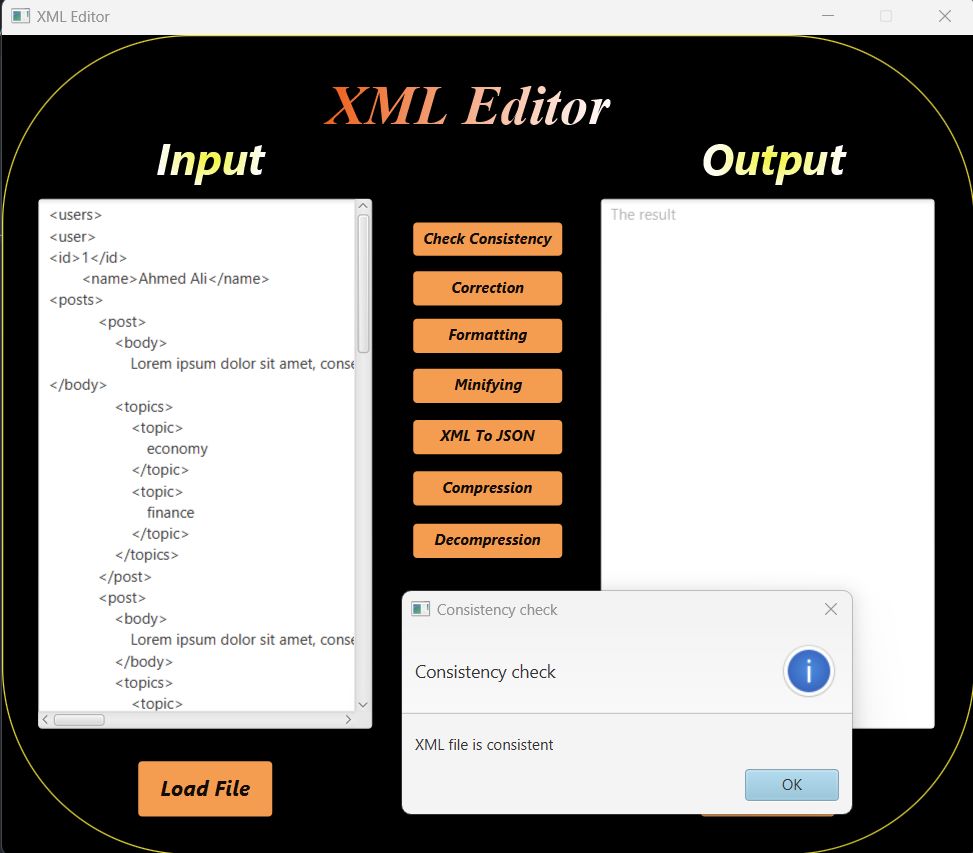 XML Editor
XML Editor
Input
Output
<users>
<user>
<id>1</id>
<name>Ahmed Ali</name>
<posts>
<post>
<body>
Lorem ipsum dolor sit amet, conse
</body>
<topics>
<topic>
economy
</topic>
<topic>
finance
</topic>
</topics>
</post>
<post>
<body>
Lorem ipsum dolor sit amet, conse
</body>
<topics>
<topic>
Check Consistency
Correction
Formatting
Minifying
XML To JSON
Compression
Decompression
The result
Load File
Consistency check
Consistency check
i
XML file is consistent
OK